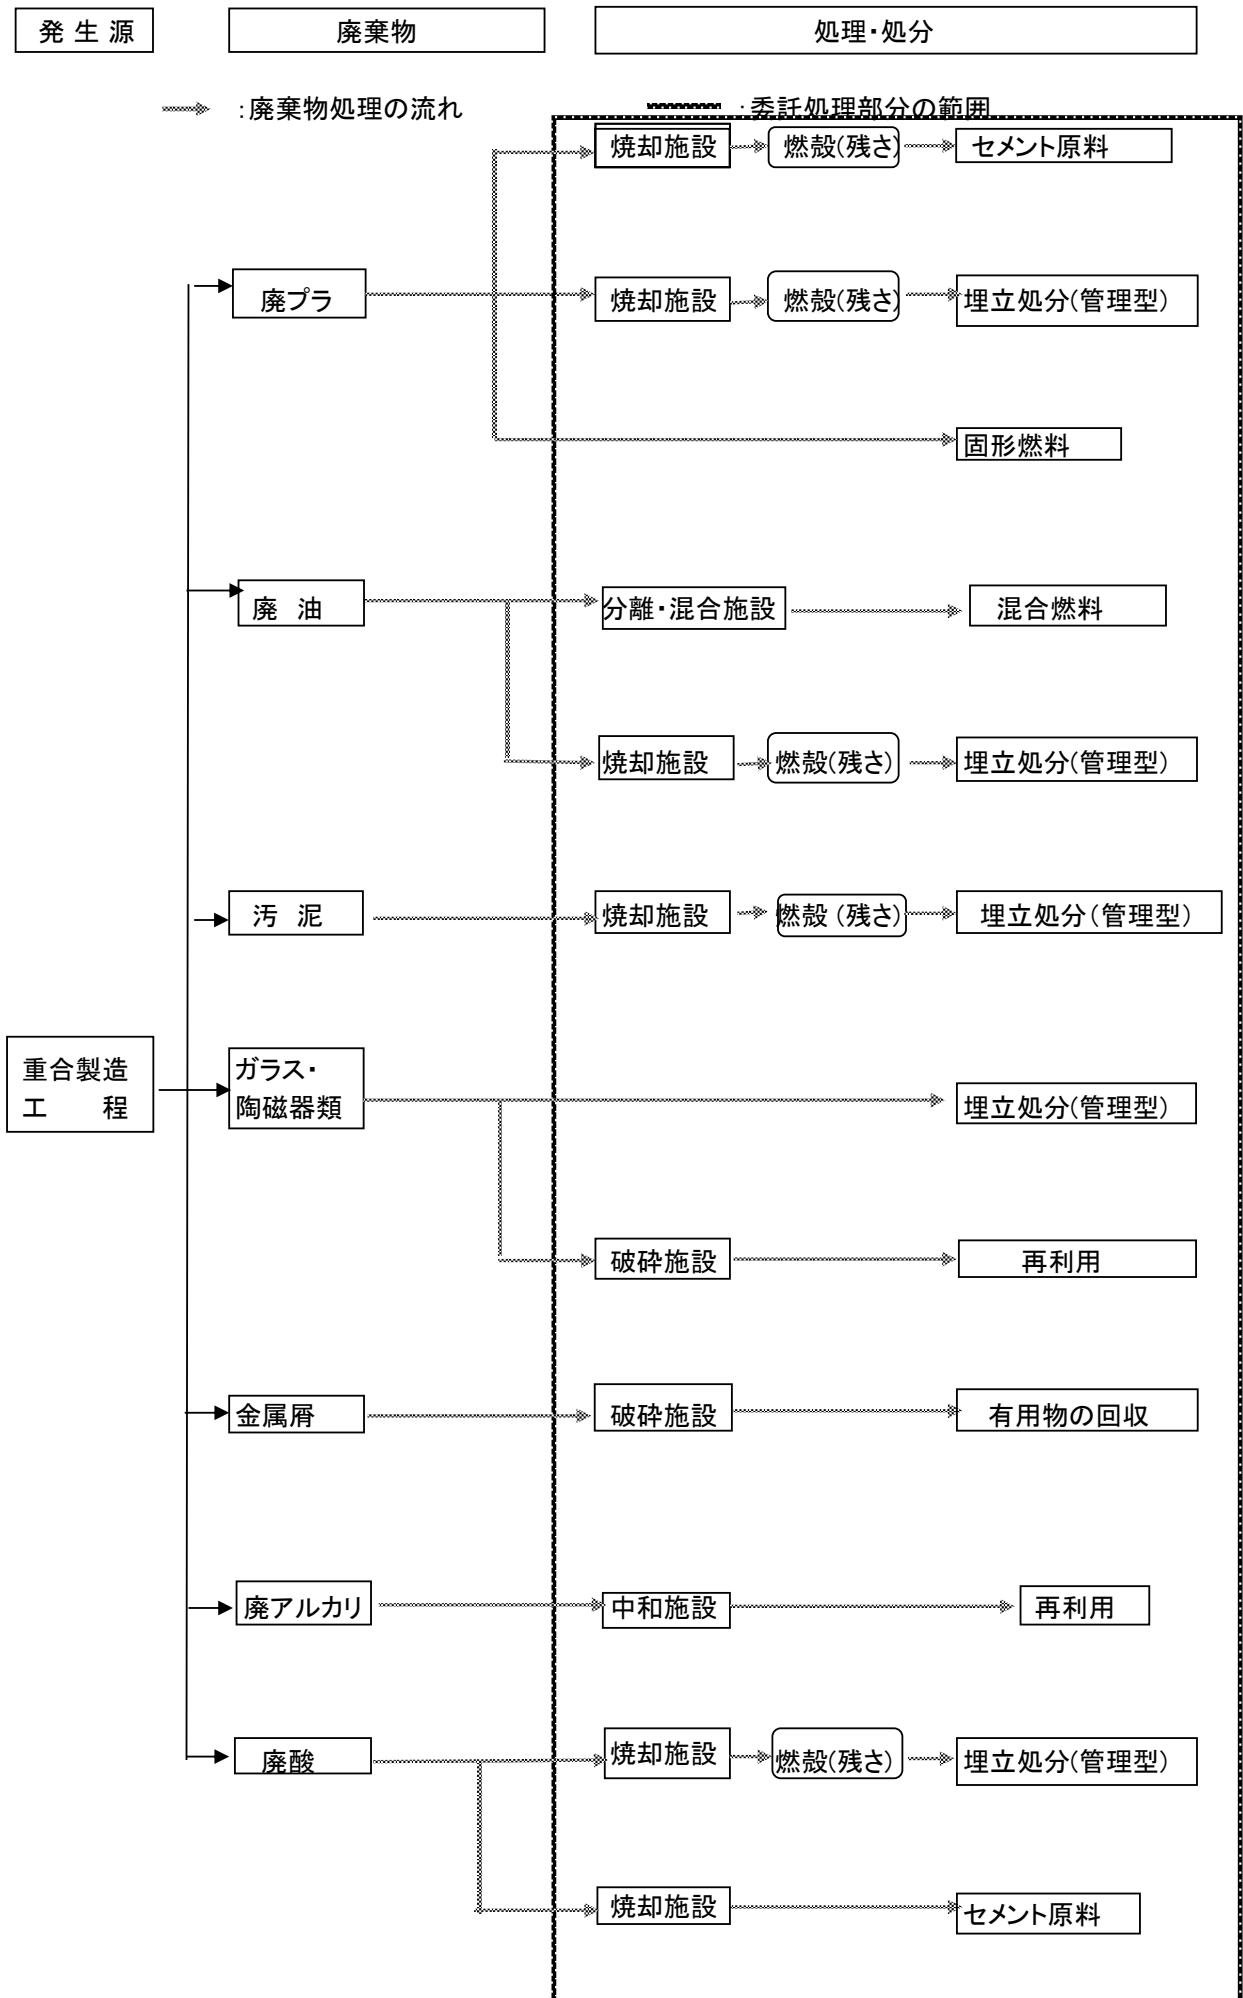 発 生 源
廃棄物
処理・処分
:廃棄物処理の流れ
:委託処理部分の範囲
焼却施設
燃殻(残さ)
セメント原料
廃プラ
焼却施設
燃殻(残さ)
埋立処分(管理型)
固形燃料
廃 油
分離・混合施設
混合燃料
焼却施設
燃殻(残さ)
埋立処分(管理型)
汚 泥
焼却施設
燃殻 (残さ)
埋立処分(管理型)
重合製造
工 程
ガラス・
陶磁器類
埋立処分(管理型)
破砕施設
再利用
金属屑
破砕施設
有用物の回収
廃アルカリ
中和施設
再利用
廃酸
焼却施設
燃殻(残さ)
埋立処分(管理型)
焼却施設
セメント原料